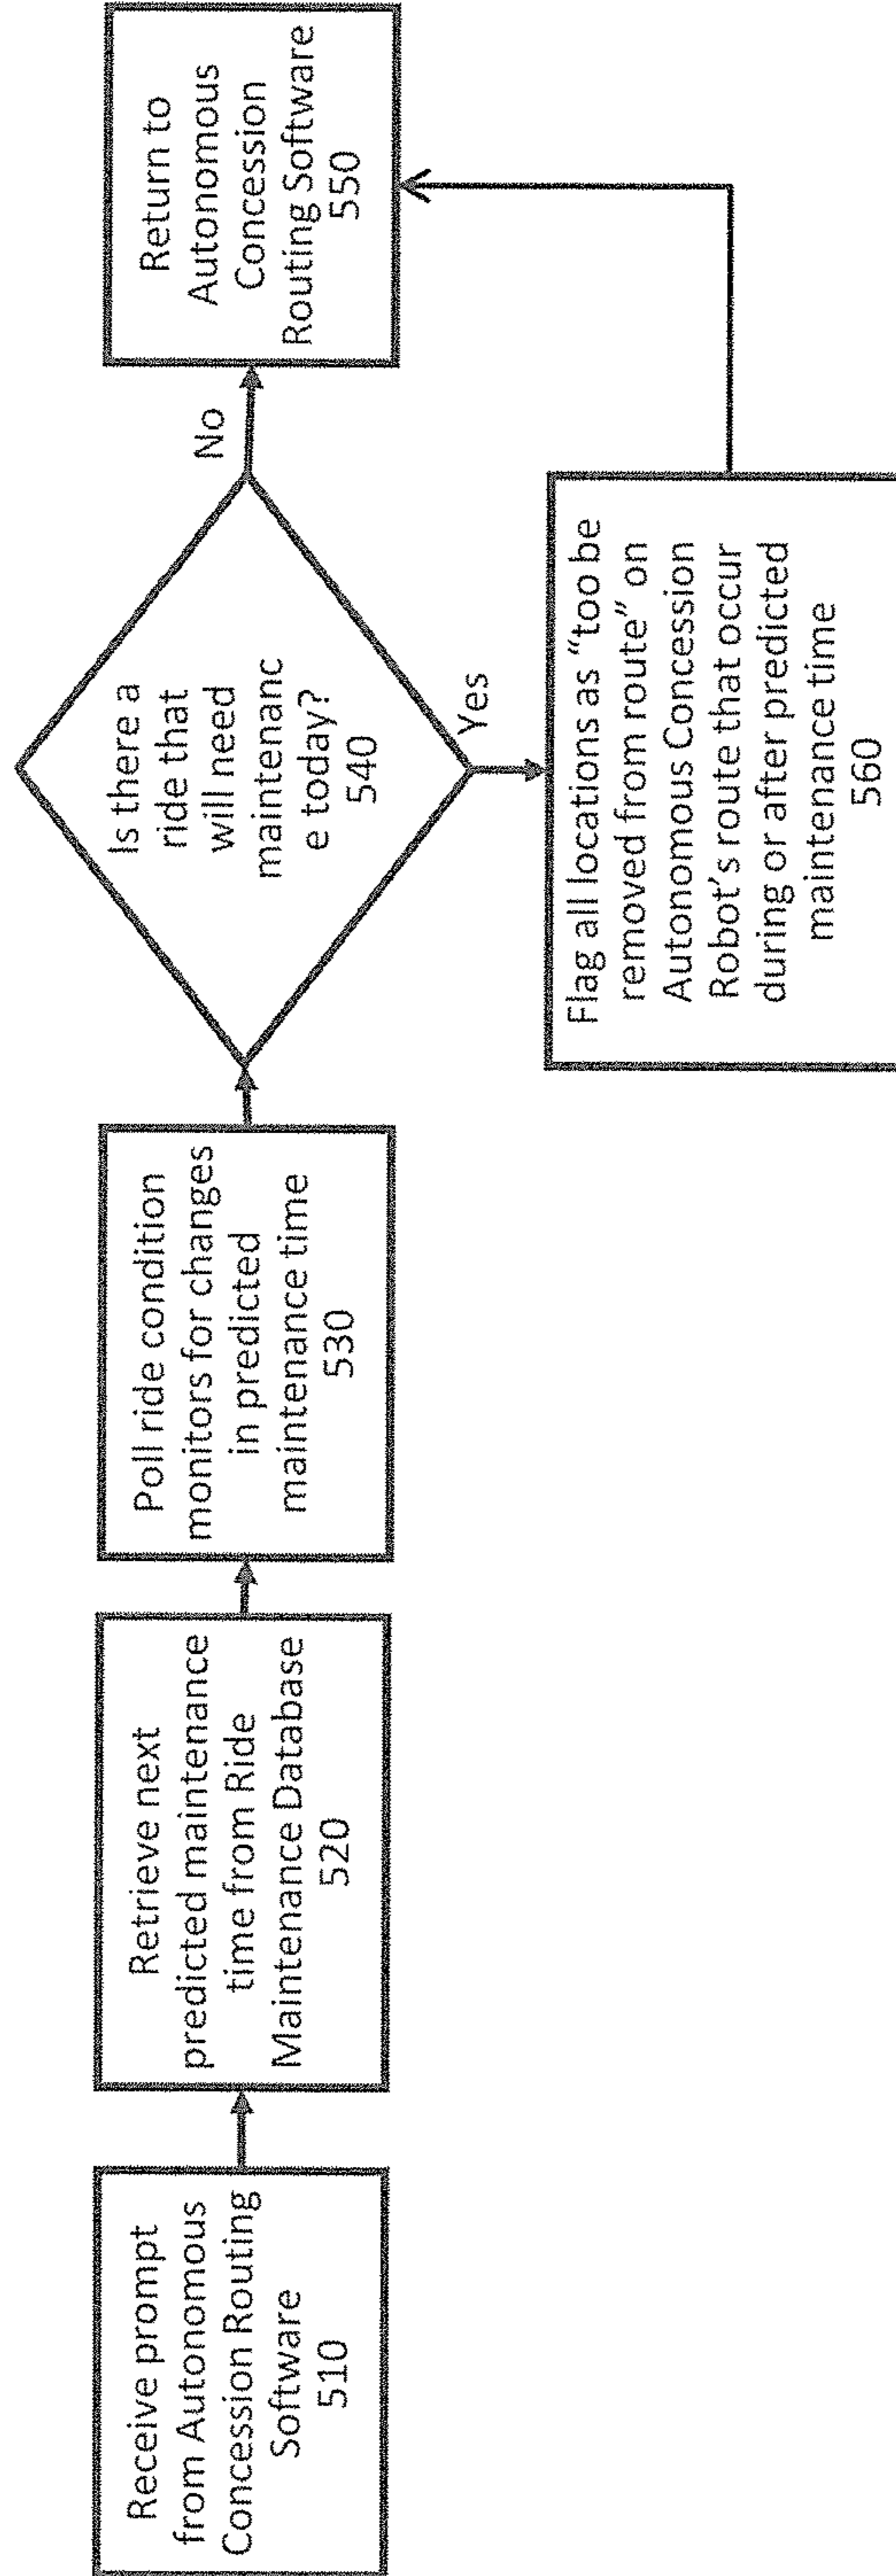 Receive prompt
from Autonomous
Concession Routing
Software
510
Retrieve next
predicted maintenance
time from Ride
Maintenance Database
520
Poll ride condition
monitors for changes
in predicted
maintenance time
530
Is there a
ride that
will need
maintenanc
e today?
540
No
Return to
Autonomous
Concession
Routing Software
550
Yes
Flag all locations as “too be
removed from route” on
Autonomous Concession
Robot’s route that occur
during or after predicted
maintenance time
560